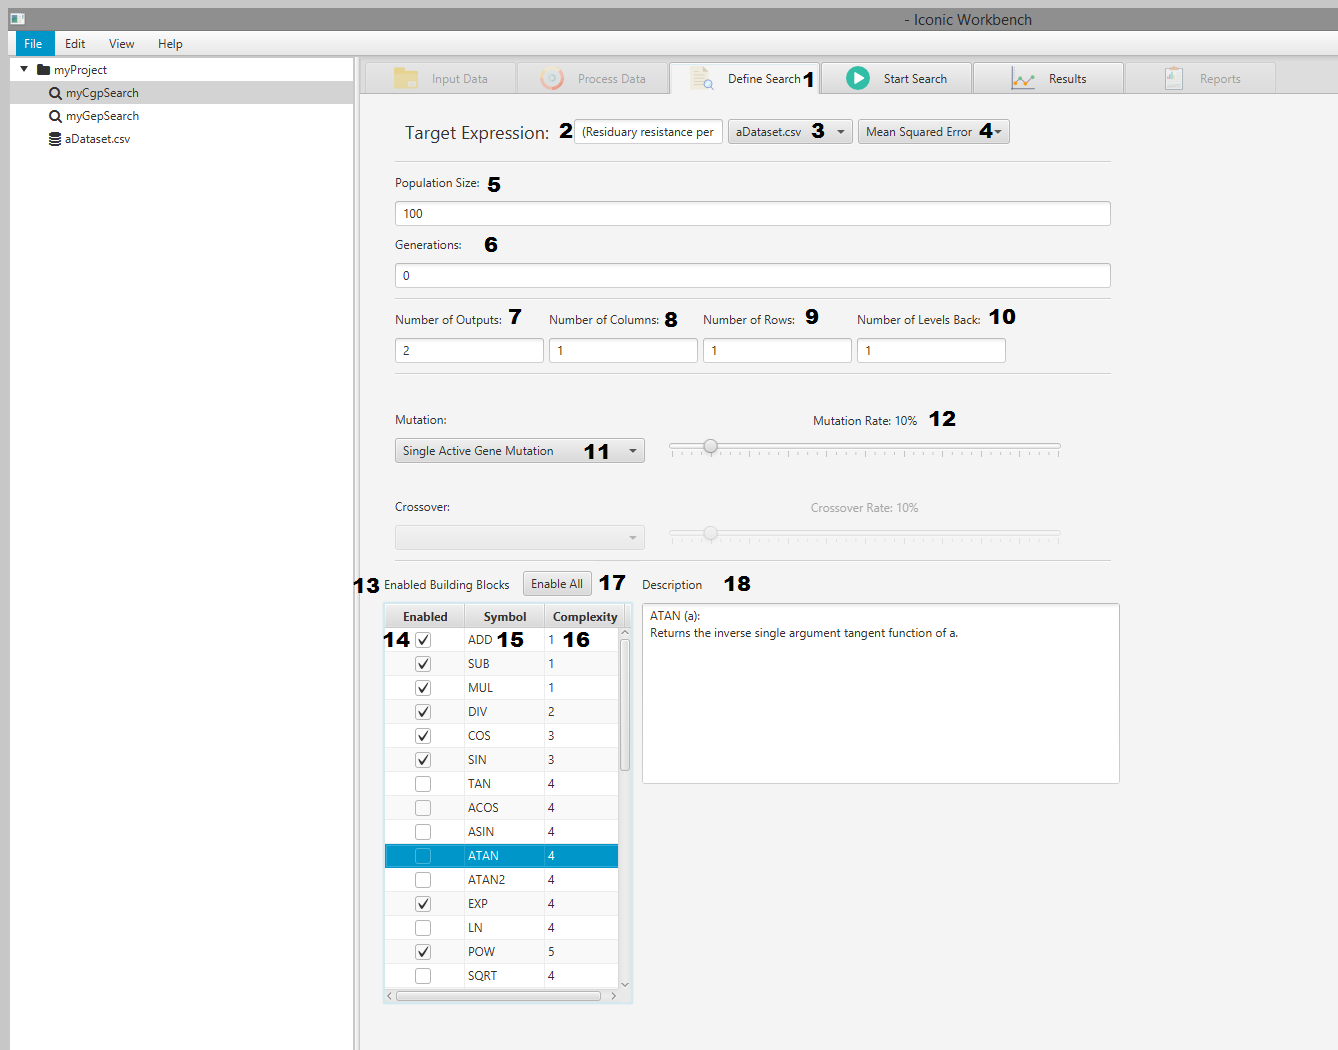 - Iconic Workbench
File Edit View Help
myProject
myCgpSearch
myGepSearch
aDataset.csv
Input Data Process Data Define Search 1 Start Search Results Reports
Target Expression: 2 (Residuary resistance per aDataset.csv 3 Mean Squared Error 4
Population Size: 5
100
Generations: 6
0
Number of Outputs: 7 Number of Columns: 8 Number of Rows: 9 Number of Levels Back: 10
2 1 1 1
Mutation: Mutation Rate: 10% 12
Single Active Gene Mutation 11
Crossover: Crossover Rate: 10%
13 Enabled Building Blocks Enable All 17 Description 18
Enabled Symbol Complexity
14 ADD 15 1 16
SUB 1
MUL 1
DIV 2
COS 3
SIN 3
TAN 4
ACOS 4
ASIN 4
ATAN 4
ATAN2 4
EXP 4
LN 4
POW 5
SQRT 4
ATAN (a):
Returns the inverse single argument tangent function of a.